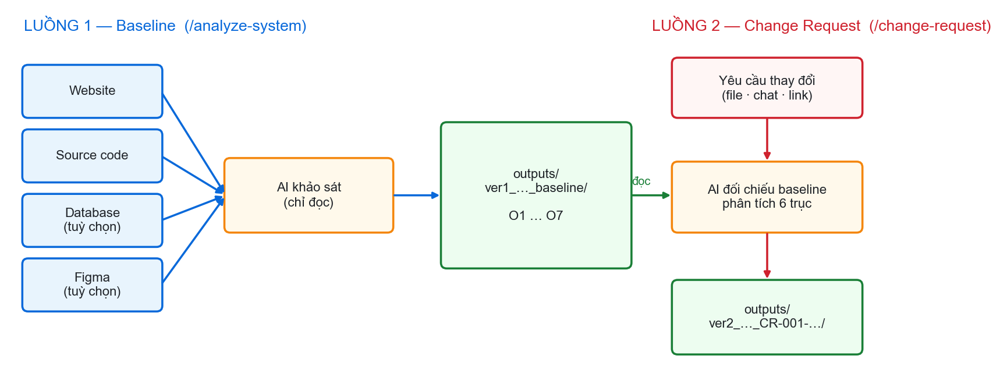 LUỒNG 1 — Baseline  (/analyze-system)
LUỒNG 2 — Change Request  (/change-request)
Website
Source code
Database
(tuỳ chọn)
Figma
(tuỳ chọn)
AI khảo sát
(chỉ đọc)
outputs/
ver1_…_baseline/
O1 … O7
đọc
Yêu cầu thay đổi
(file · chat · link)
AI đối chiếu baseline
phân tích 6 trục
outputs/
ver2_…_CR-001-…/